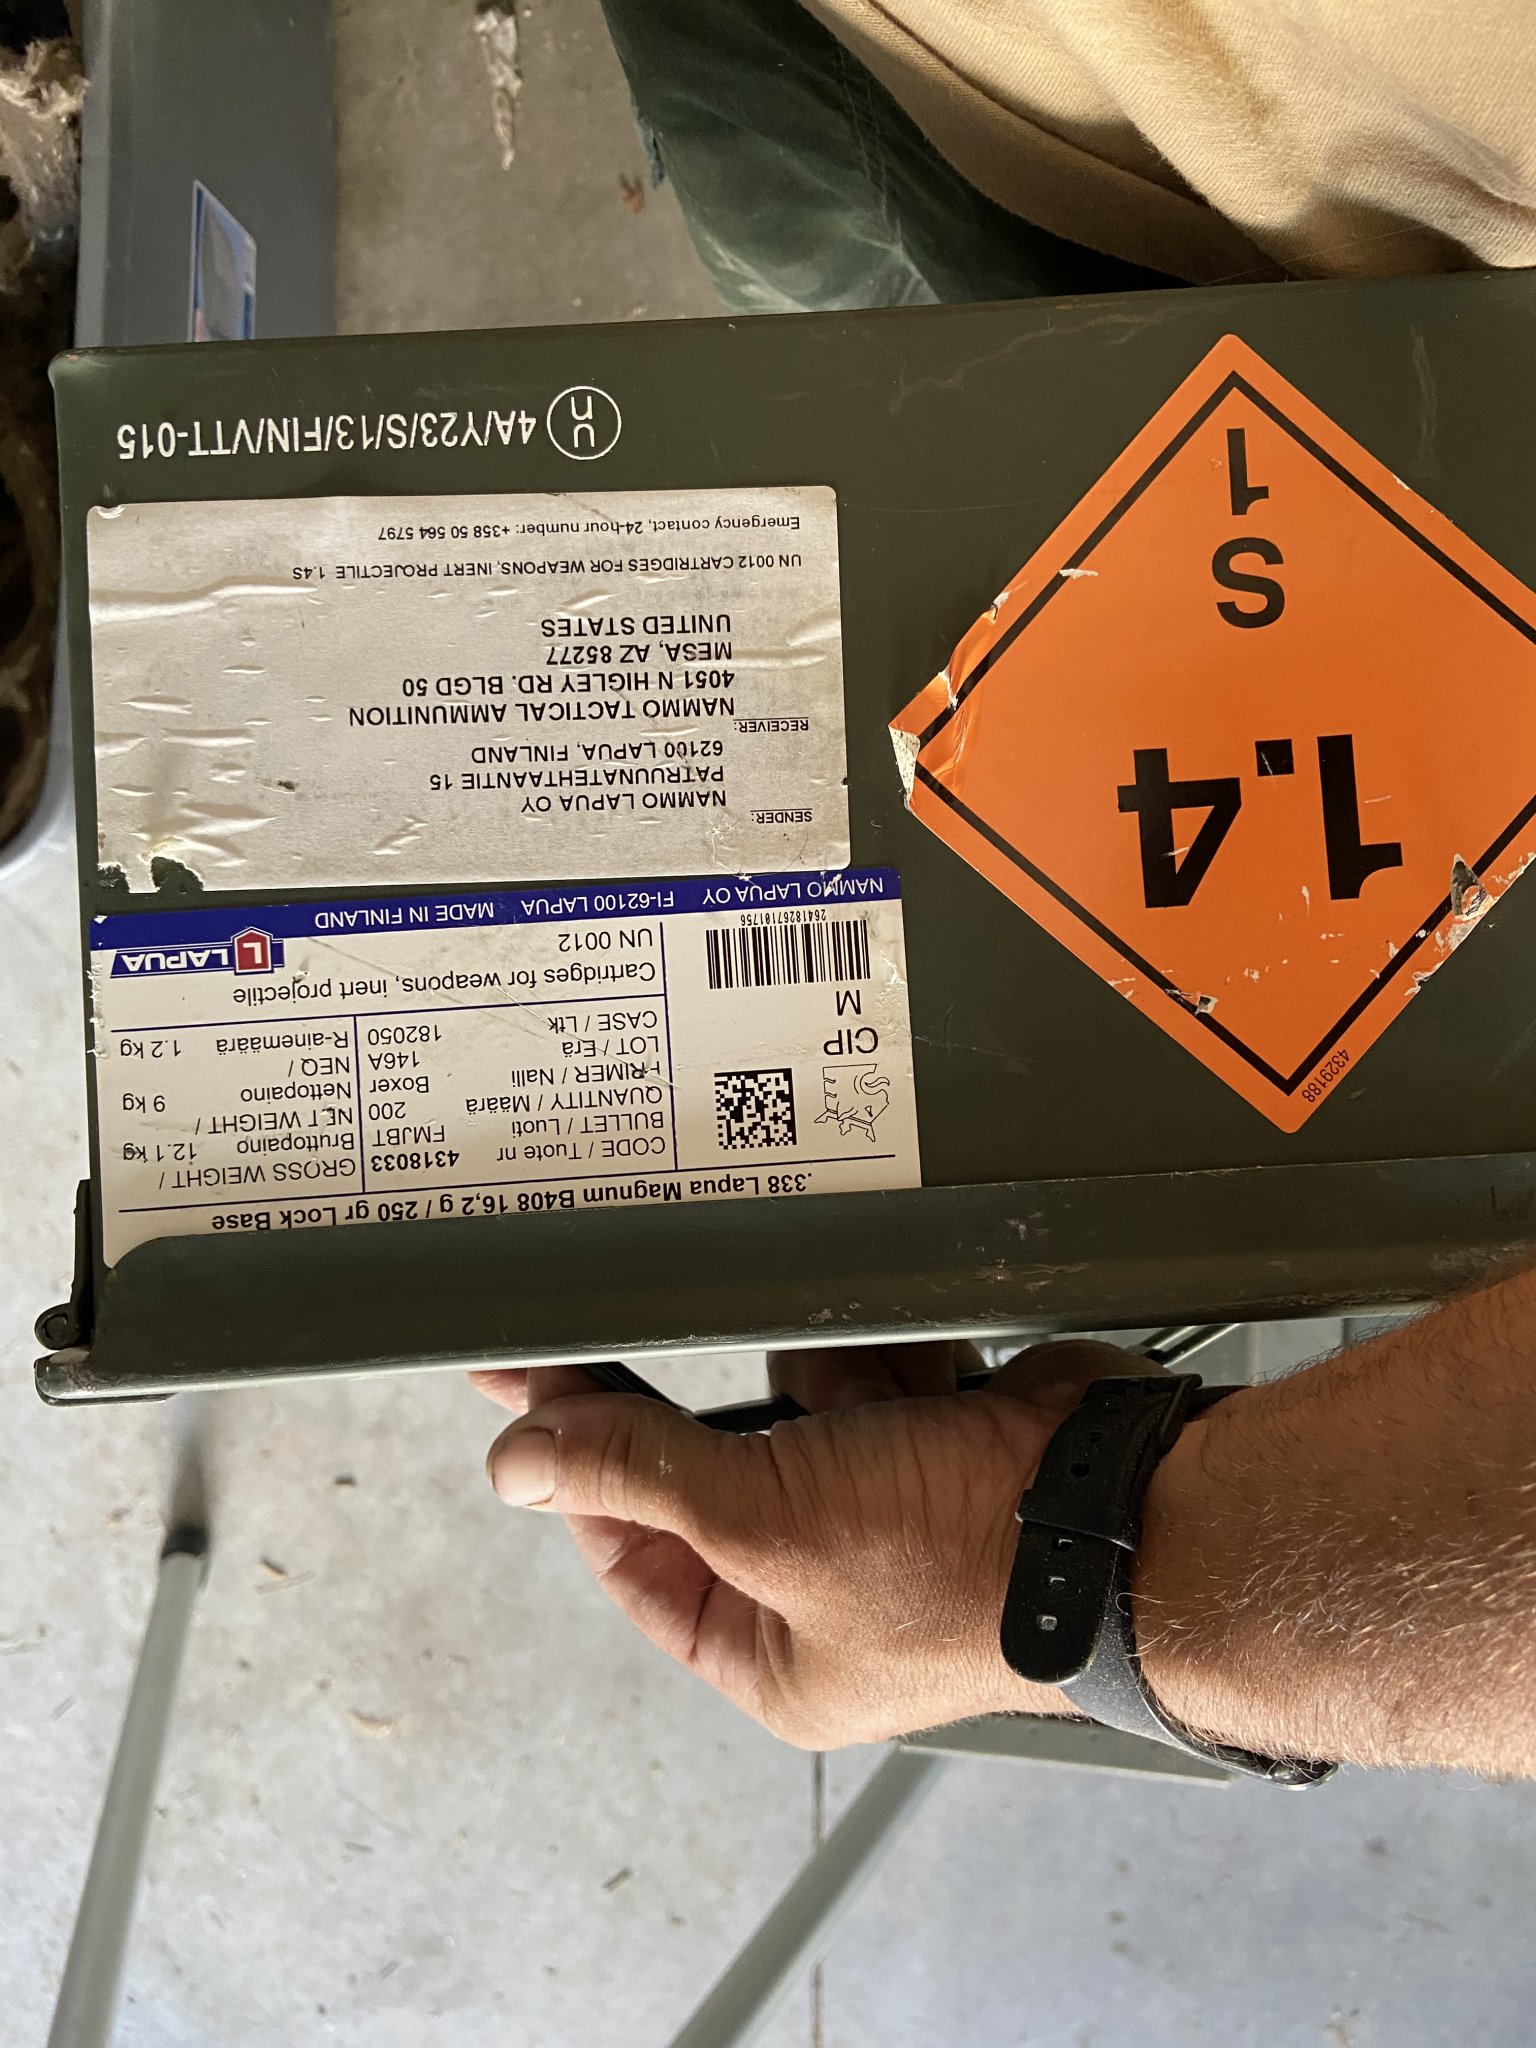 .338 Lapua Magnum B408 16,2 g / 250 gr Lock Base
CODE / Tuote nr 4318033 GROSS WEIGHT /
BULLET / Luoti FMJBT Bruttopaino 12.1 kg
QUANTITY / Määrä 200 NET WEIGHT /
PRIMER / Nalli Boxer Nettopaino 9 kg
LOT / Erä 146A NEQ /
CASE / Ltk 182050 R-ainemäärä 1.2 kg
CIP
M
26418267101756
Cartridges for weapons, inert projectile
UN 0012
LAPUA
NAMMO LAPUA OY FI-62100 LAPUA MADE IN FINLAND
SENDER:
NAMMO LAPUA OY
PATRUUNATEHTAANTIE 15
62100 LAPUA, FINLAND
RECEIVER:
NAMMO TACTICAL AMMUNITION
4051 N HIGLEY RD. BLGD 50
MESA, AZ 85277
UNITED STATES
UN 0012 CARTRIDGES FOR WEAPONS, INERT PROJECTILE 1.4S
Emergency contact, 24-hour number: +358 50 564 5797
un 4A/Y23/S/13/FIN/VTT-015
4329188
1.4
S
1